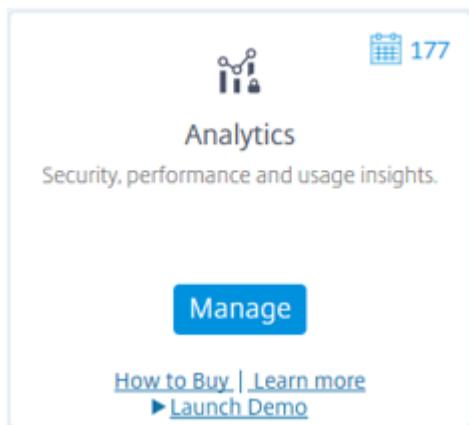 177
Analytics
Security, performance and usage insights.
Manage
How to Buy | Learn more
▶ Launch Demo